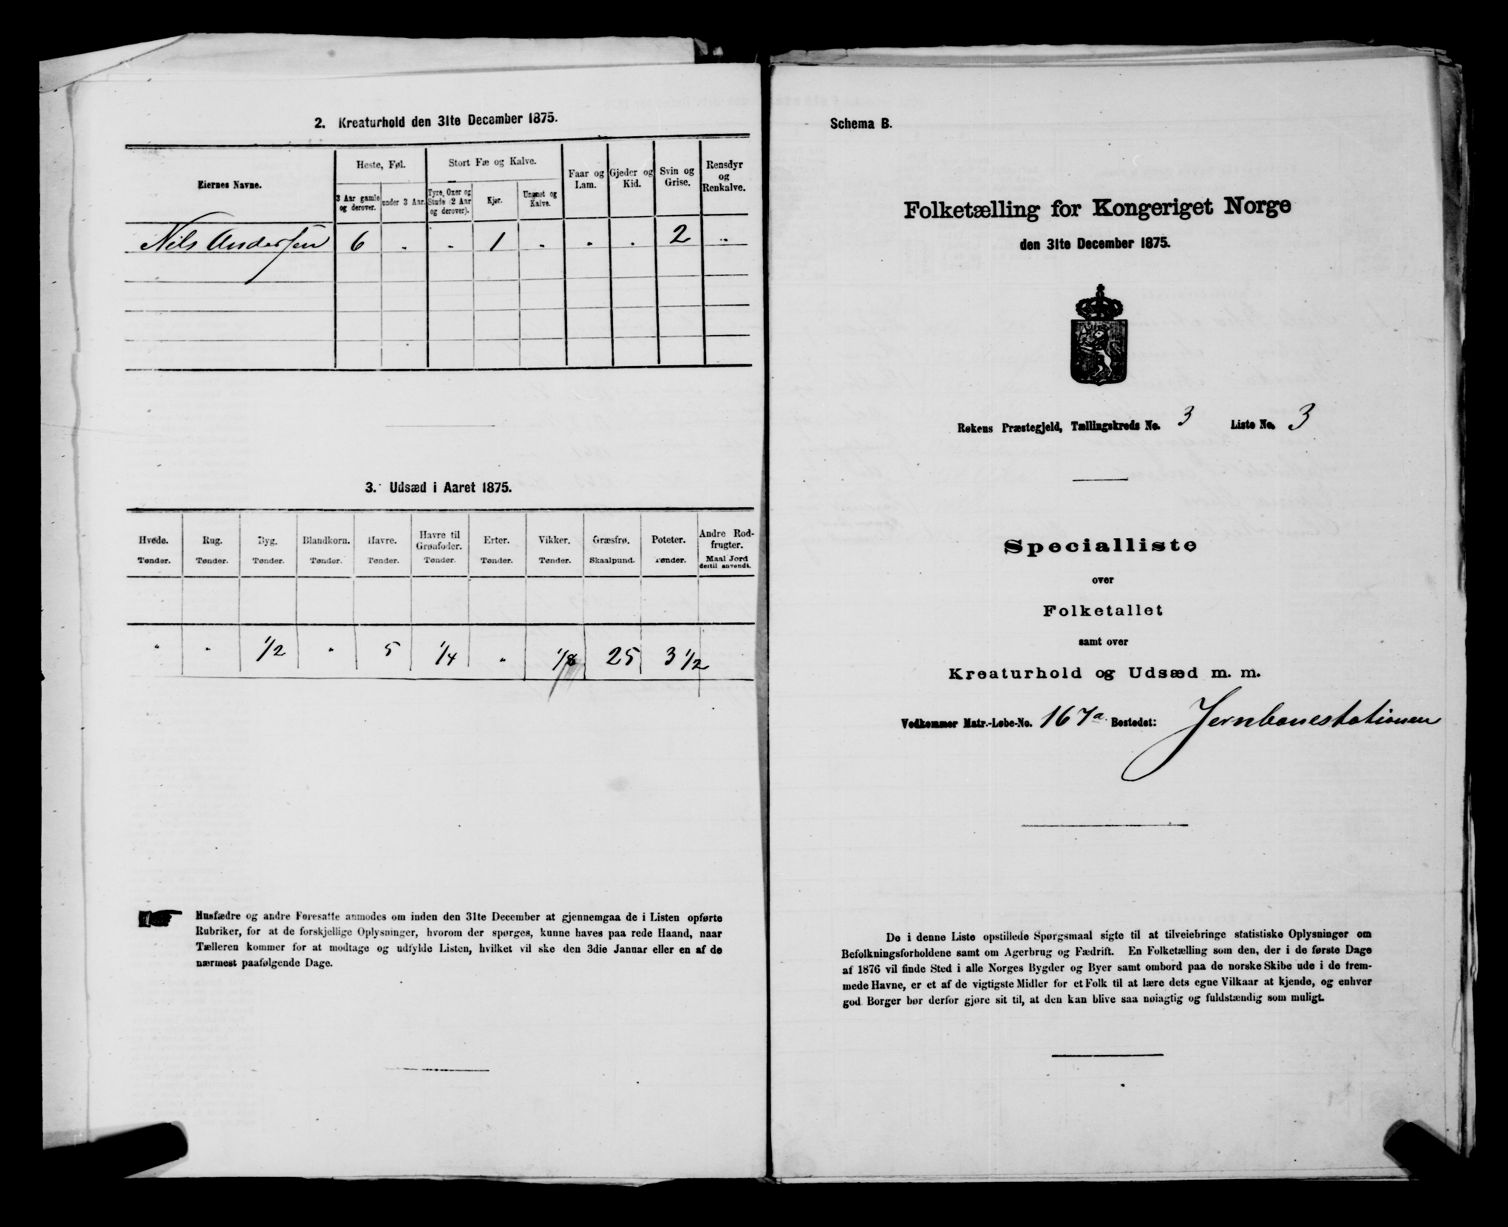 2. Kreaturhold den 31te December 1875.
Eiernes Navne.
Heste, Føl.
Stort Fæ og Kalve.
Faar og Lam.
Gjeder og Kid.
Svin og Grise.
Rensdyr og Renkalve.
3 Aar gamle og derover.
under 3 Aar.
Tyre, Oxer og Stude (2 Aar og derover).
Kjør.
Ungnøt og Kalve.
Nils Andersen 6 " " 1 " " " 2 "
3. Udsæd i Aaret 1875.
Hvede. Rug. Byg. Blandkorn. Havre. Havre til Grønfoder. Erter. Vikker. Græsfrø. Poteter. Andre Rodfrugter.
Tønder. Tønder. Tønder. Tønder. Tønder. Tønder. Tønder. Tønder. Skaalpund. Tønder. Maal Jord dertil anvendt.
" " 1/2 " 5 1/4 " 1/8 25 3 1/2
Husfædre og andre Foresatte anmodes om inden den 31te December at gjennemgaa de i Listen opførte
Rubriker, for at de forskjellige Oplysninger, hvorom der spørges, kunne haves paa rede Haand, naar
Tælleren kommer for at modtage og udfylde Listen, hvilket vil ske den 3die Januar eller en af de
nærmest paafølgende Dage.
Schema B.
Folketælling for Kongeriget Norge
den 31te December 1875.
Røkens Præstegjeld, Tællingskreds No. 3 Liste No. 3
Specialliste
over
Folketallet
samt over
Kreaturhold og Udsæd m. m.
Vedkommer Matr.-Løbe-No. 167a Bostedet: Jernbanestationen
De i denne Liste opstillede Spørgsmaal sigte til at tilveiebringe statistiske Oplysninger om
Befolkningsforholdene samt om Agerbrug og Fædrift. En Folketælling som den, der i de første Dage
af 1876 vil finde Sted i alle Norges Bygder og Byer samt ombord paa de norske Skibe ude i de frem-
mede Havne, er et af de vigtigste Midler for et Folk til at lære dets egne Vilkaar at kjende, og enhver
god Borger bør derfor gjøre sit til, at den kan blive saa nøiagtig og fuldstændig som muligt.